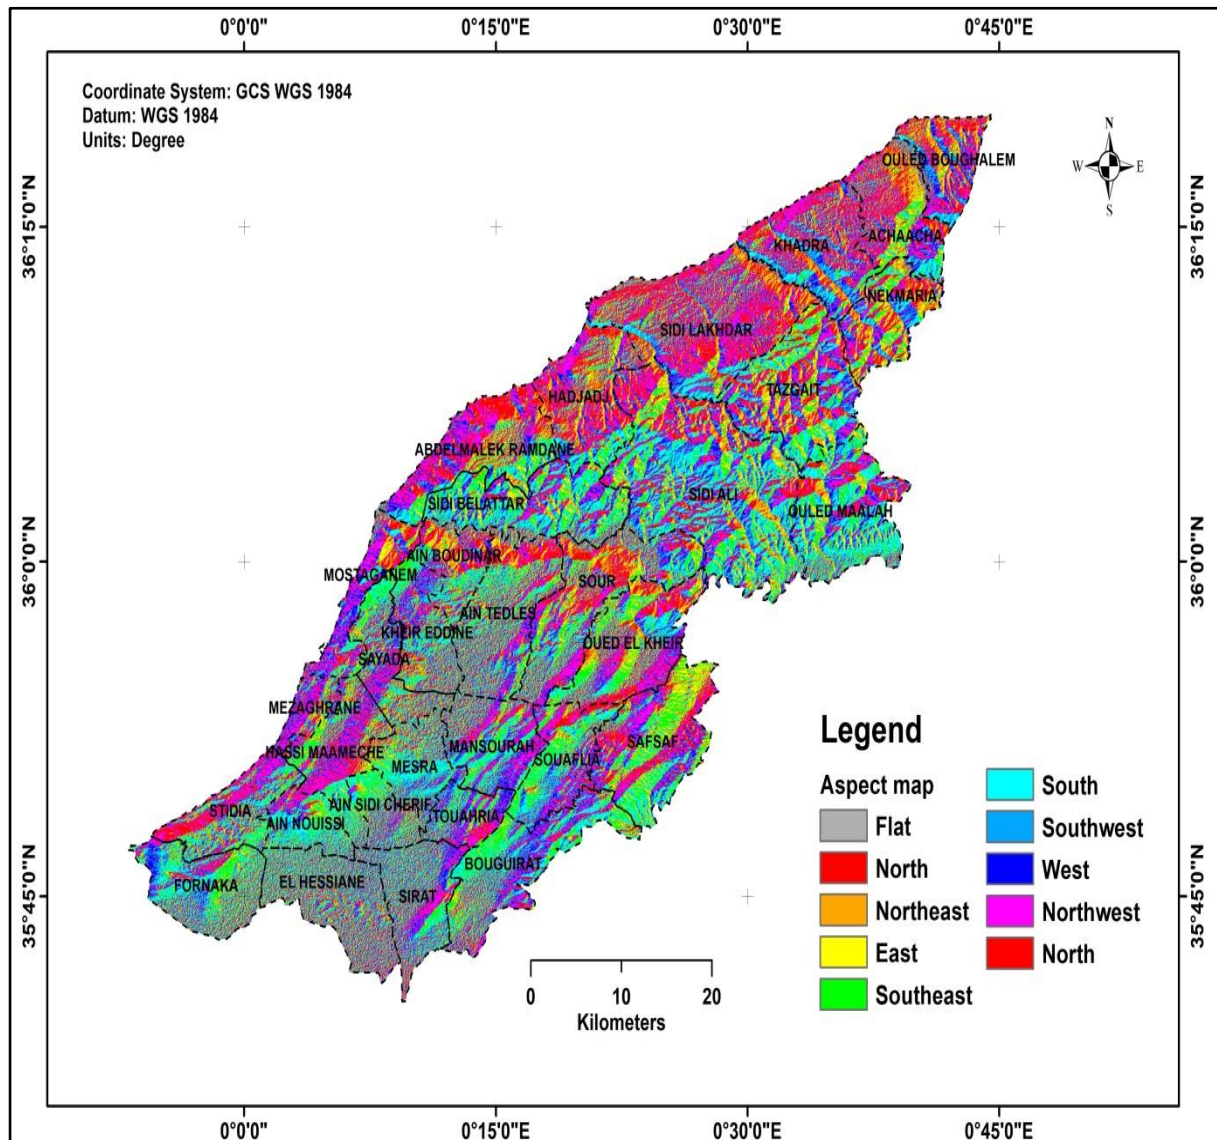 0°0'0"E 0°15'0"E 0°30'0"E 0°45'0"E
Coordinate System: GCS WGS 1984
Datum: WGS 1984
Units: Degree
N
W E
S
36°15'0"N 36°15'0"N
36°0'0"N 36°0'0"N
35°45'0"N 35°45'0"N
OULED BOUGHALEM
ACHAACHA
KHADRA
NEKMARIA
SIDI LAKHDAR
TAZGAIT
HADJADJ
ABDELMALEK RAMDANE
SIDI BELATTAR
SIDI ALI
OULED MAALAH
AIN BOUDINAR
MOSTAGANEM
SOUR
AIN TEDLES
KHEIR EDDINE
OUED EL KHEIR
SAYADA
MEZAGHRANE
HASSI MAAMECHE
MANSOURAH
SAFSAF
SOUAFLIA
MESRA
STIDIA
AIN SIDI CHERIF
TOUAHRIA
AIN NOUISSI
BOUGUIRAT
FORNAKA
EL HESSIANE
SIRAT
Legend
Aspect map
Flat
North
Northeast
East
Southeast
South
Southwest
West
Northwest
North
0 10 20
Kilometers
0°0'0"E 0°15'0"E 0°30'0"E 0°45'0"E